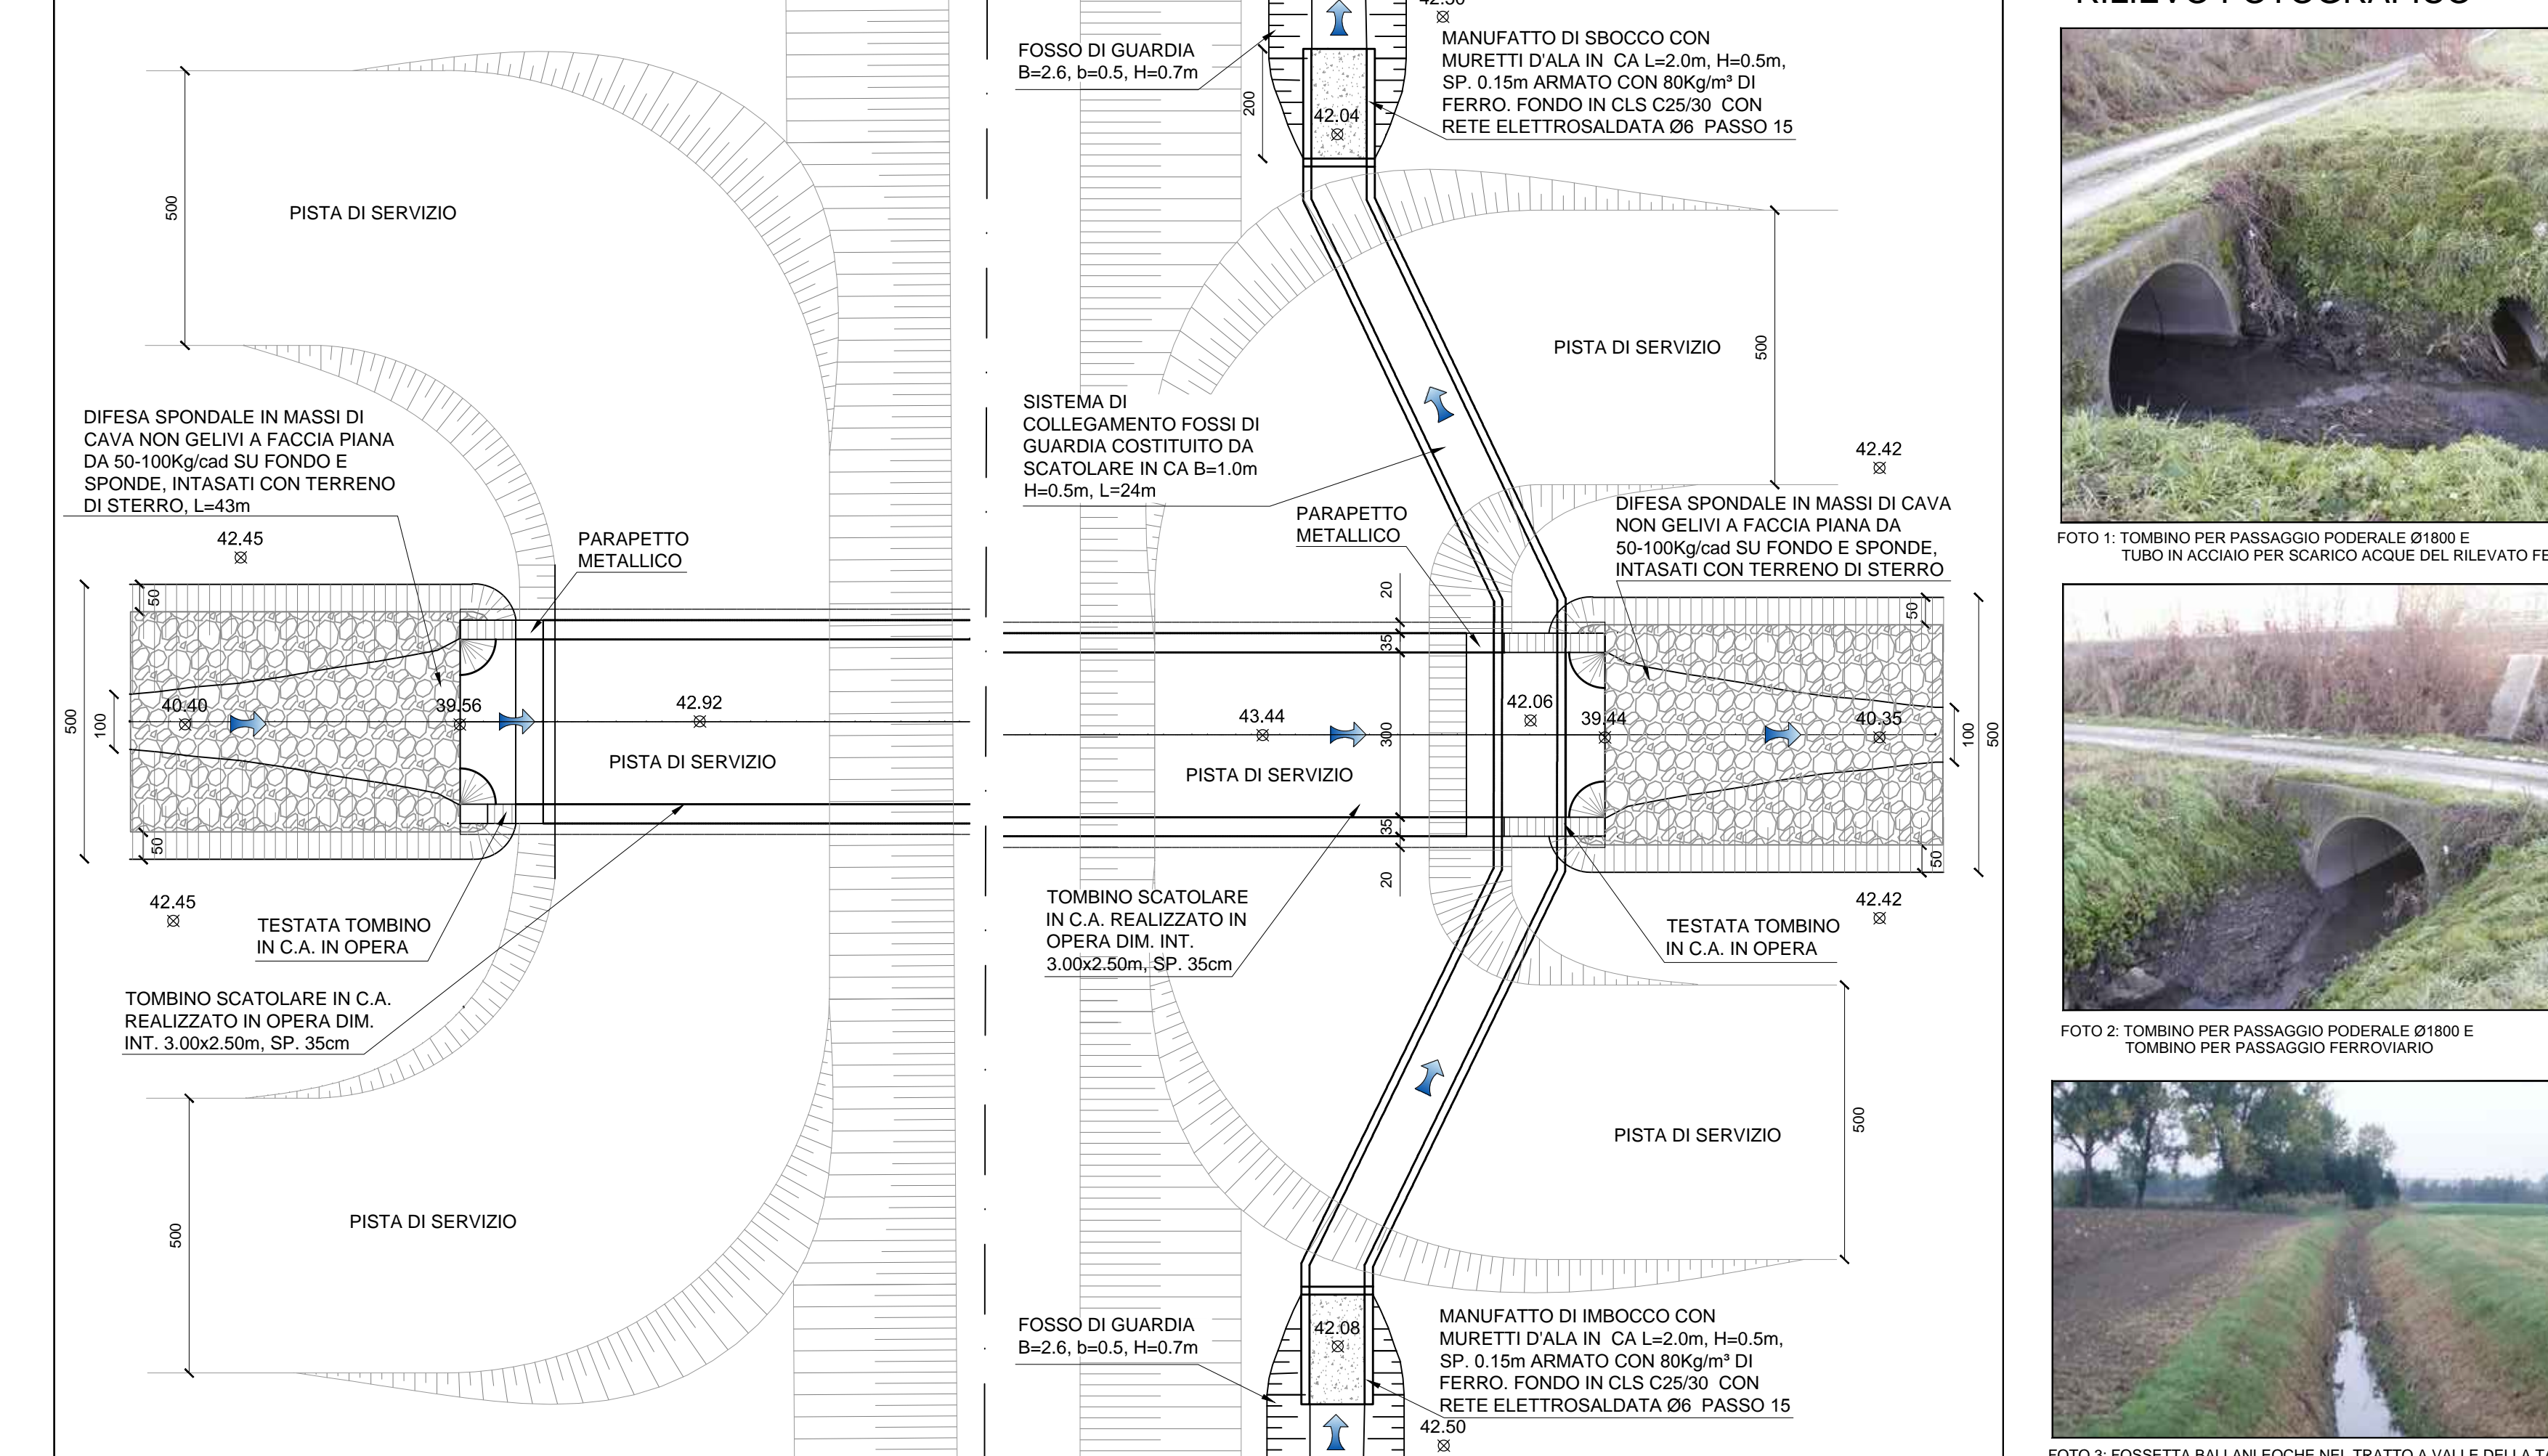 500
PISTA DI SERVIZIO
DIFESA SPONDALE IN MASSI DI
CAVA NON GELIVI A FACCIA PIANA
DA 50-100Kg/cad SU FONDO E
SPONDE, INTASATI CON TERRENO
DI STERRO, L=43m
42.45
PARAPETTO
METALLICO
50
500
100
40.40
39.56
42.92
PISTA DI SERVIZIO
50
42.45
TESTATA TOMBINO
IN C.A. IN OPERA
TOMBINO SCATOLARE IN C.A.
REALIZZATO IN OPERA DIM.
INT. 3.00x2.50m, SP. 35cm
PISTA DI SERVIZIO
500
FOSSO DI GUARDIA
B=2.6, b=0.5, H=0.7m
200
42.04
MANUFATTO DI SBOCCO CON
MURETTI D'ALA IN CA L=2.0m, H=0.5m,
SP. 0.15m ARMATO CON 80Kg/m³ DI
FERRO. FONDO IN CLS C25/30 CON
RETE ELETTROSALDATA Ø6 PASSO 15
PISTA DI SERVIZIO
500
SISTEMA DI
COLLEGAMENTO FOSSI DI
GUARDIA COSTITUITO DA
SCATOLARE IN CA B=1.0m
H=0.5m, L=24m
PARAPETTO
METALLICO
42.42
DIFESA SPONDALE IN MASSI DI CAVA
NON GELIVI A FACCIA PIANA DA
50-100Kg/cad SU FONDO E SPONDE,
INTASATI CON TERRENO DI STERRO
20
35
300
35
20
43.44
PISTA DI SERVIZIO
42.06
39.44
40.35
50
100
500
50
42.42
TOMBINO SCATOLARE
IN C.A. REALIZZATO IN
OPERA DIM. INT.
3.00x2.50m, SP. 35cm
TESTATA TOMBINO
IN C.A. IN OPERA
PISTA DI SERVIZIO
500
FOSSO DI GUARDIA
B=2.6, b=0.5, H=0.7m
42.08
MANUFATTO DI IMBOCCO CON
MURETTI D'ALA IN CA L=2.0m, H=0.5m,
SP. 0.15m ARMATO CON 80Kg/m³ DI
FERRO. FONDO IN CLS C25/30 CON
RETE ELETTROSALDATA Ø6 PASSO 15
42.50
RILIEVO FOTOGRAFICO
FOTO 1: TOMBINO PER PASSAGGIO PODERALE Ø1800 E
TUBO IN ACCIAIO PER SCARICO ACQUE DEL RILEVATO
FOTO 2: TOMBINO PER PASSAGGIO PODERALE Ø1800 E
TOMBINO PER PASSAGGIO FERROVIARIO
FOTO 3: FOSSETTA BALLANLEOCHE NEL TRATTO A VALLE DELLA